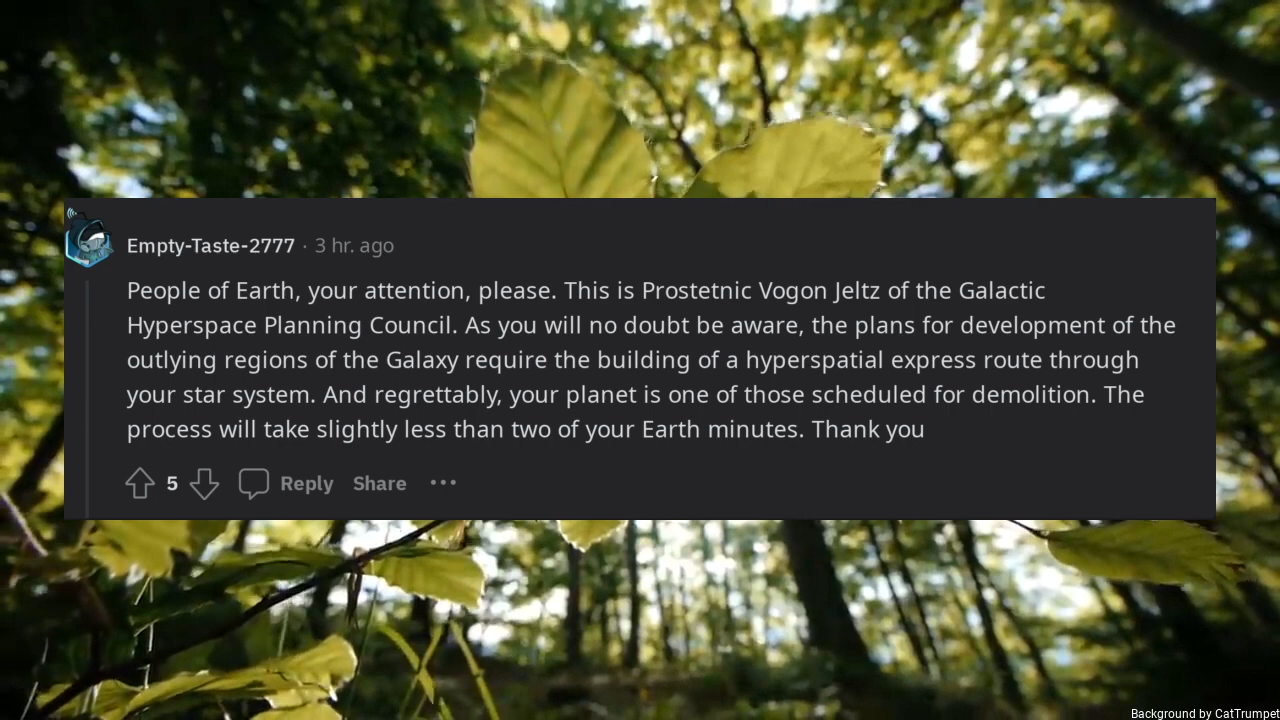 Empty-Taste-2777 · 3 hr. ago
People of Earth, your attention, please. This is Prostetnic Vogon Jeltz of the Galactic
Hyperspace Planning Council. As you will no doubt be aware, the plans for development of the
outlying regions of the Galaxy require the building of a hyperspatial express route through
your star system. And regrettably, your planet is one of those scheduled for demolition. The
process will take slightly less than two of your Earth minutes. Thank you
5 Reply Share •••
Background by CatTrumpet